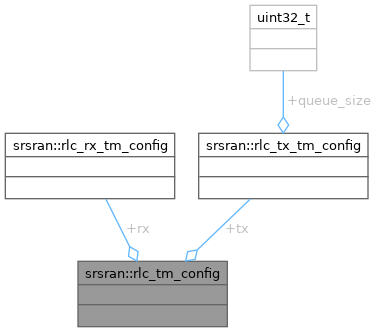 uint32_t
+queue_size
srsran::rlc_rx_tm_config
srsran::rlc_tx_tm_config
+rx
+tx
srsran::rlc_tm_config